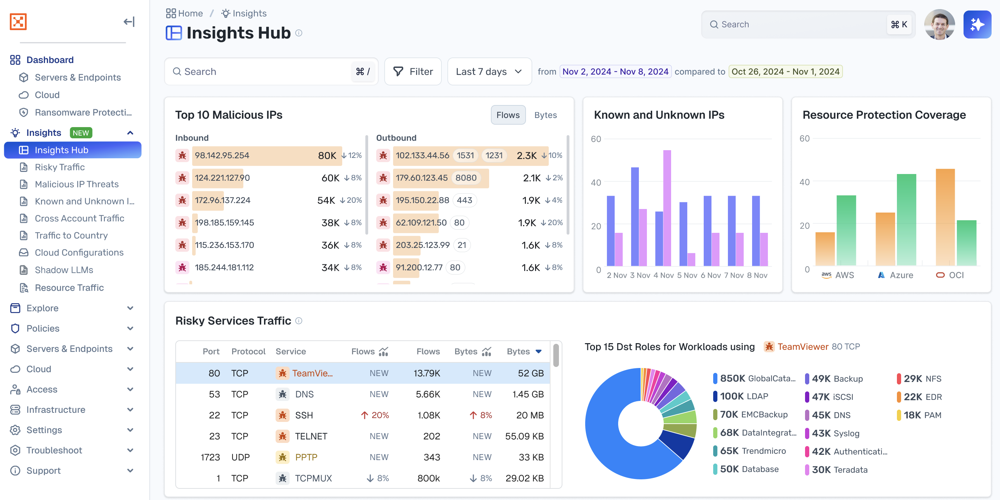 Dashboard
Servers & Endpoints
Cloud
Ransomware Protecti...
Insights NEW
Insights Hub
Risky Traffic
Malicious IP Threats
Known and Unknown I...
Cross Account Traffic
Traffic to Country
Cloud Configurations
Shadow LLMs
Resource Traffic
Explore
Policies
Servers & Endpoints
Cloud
Access
Infrastructure
Settings
Troubleshoot
Support
Home / Insights
Insights Hub
Search ⌘ K
Search ⌘ /
Filter
Last 7 days
from Nov 2, 2024 - Nov 8, 2024 compared to Oct 26, 2024 - Nov 1, 2024
Top 10 Malicious IPs
Flows Bytes
Inbound
98.142.95.254 80K ↓12%
124.221.127.90 60K ↓8%
172.96.137.224 54K ↓20%
198.185.159.145 38K ↓8%
115.236.153.170 36K ↓8%
185.244.181.112 34K ↓8%
Outbound
102.133.44.56 1531 1231 2.3K ↓10%
179.60.123.45 8080 2.1K ↓2%
195.150.22.88 443 1.9K ↓4%
62.109.121.50 80 1.9K ↓20%
203.25.123.99 21 1.6K ↓8%
91.200.12.77 80 1.6K ↓8%
Known and Unknown IPs
60
40
20
0
2 Nov 3 Nov 4 Nov 5 Nov 6 Nov 7 Nov 8 Nov
Resource Protection Coverage
60
40
20
0
aws AWS Azure OCI
Risky Services Traffic
Port Protocol Service Flows Flows Bytes Bytes
80 TCP TeamVie... NEW 13.79K NEW 52 GB
53 TCP DNS NEW 5.66K NEW 1.45 GB
22 TCP SSH ↑ 20% 1.08K ↑ 8% 20 MB
23 TCP TELNET NEW 202 NEW 55.09 KB
1723 UDP PPTP NEW 343 NEW 33 KB
1 TCP TCPMUX ↓ 8% 800k ↓ 8% 29.02 KB
Top 15 Dst Roles for Workloads using TeamViewer 80 TCP
850K GlobalCata...
100K LDAP
70K EMCBackup
68K DataIntegrat...
65K Trendmicro
50K Database
49K Backup
47K iSCSI
45K DNS
43K Syslog
42K Authenticati...
30K Teradata
29K NFS
22K EDR
18K PAM